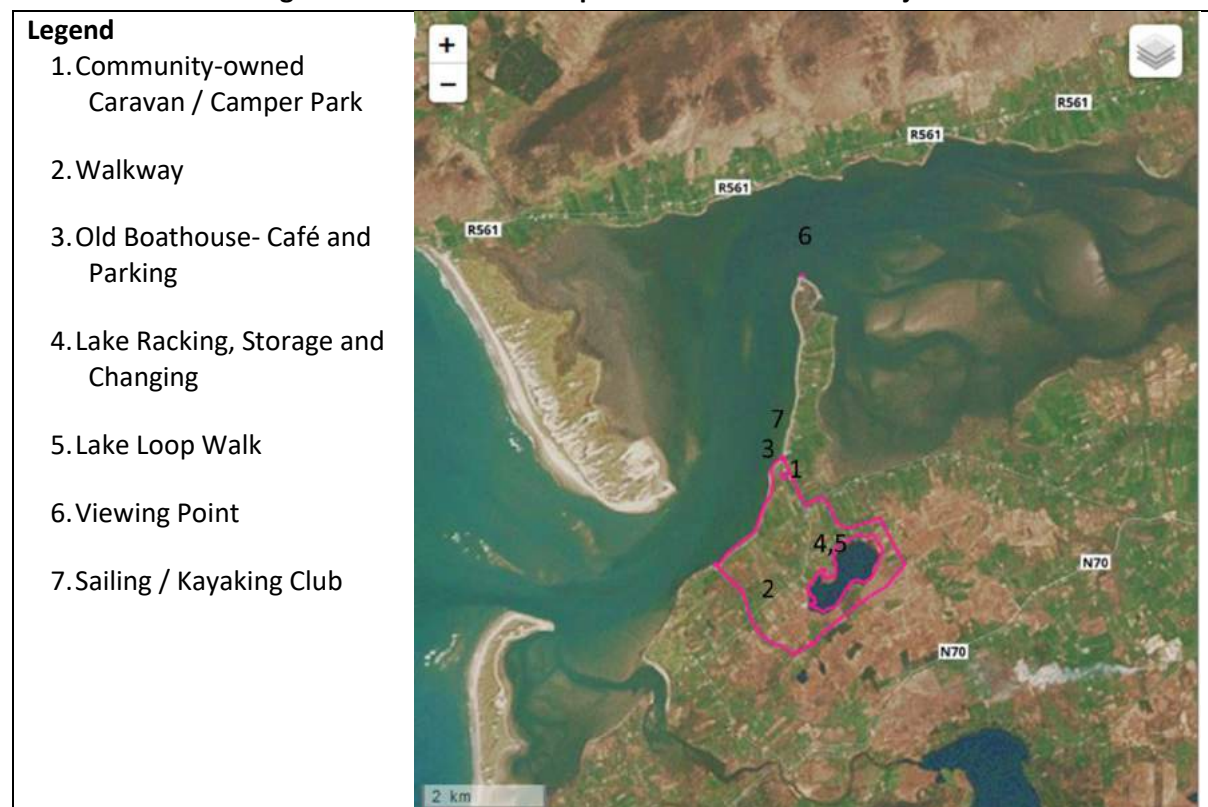 Legend
1.Community-owned
Caravan / Camper Park
2.Walkway
3.Old Boathouse- Café and
Parking
4.Lake Racking, Storage and
Changing
5.Lake Loop Walk
6.Viewing Point
7.Sailing / Kayaking Club
+
−
R561
R561
R561
R561
6
7
3
1
4,5
2
N70
N70
2 km